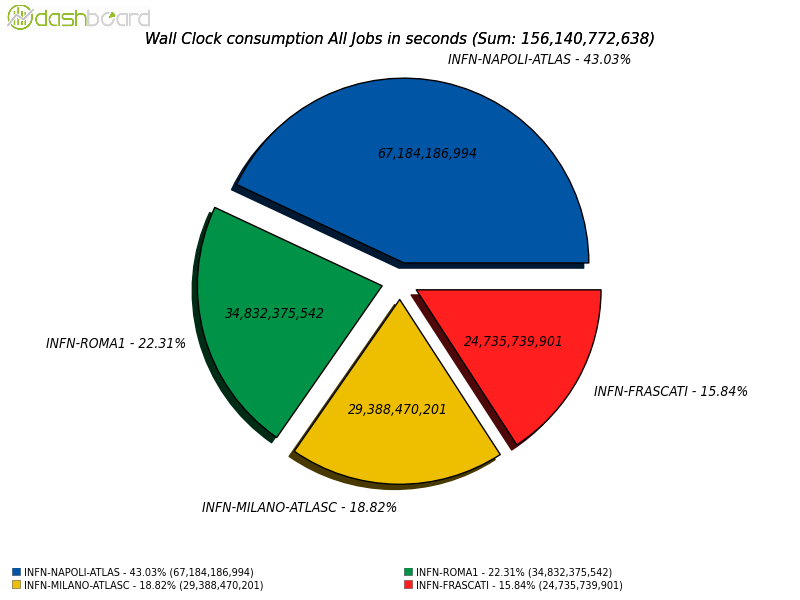 dashboard
Wall Clock consumption All Jobs in seconds (Sum: 156,140,772,638)
INFN-NAPOLI-ATLAS - 43.03%
67,184,186,994
34,832,375,542
INFN-ROMA1 - 22.31%
24,735,739,901
INFN-FRASCATI - 15.84%
29,388,470,201
INFN-MILANO-ATLASC - 18.82%
INFN-NAPOLI-ATLAS - 43.03% (67,184,186,994)
INFN-ROMA1 - 22.31% (34,832,375,542)
INFN-MILANO-ATLASC - 18.82% (29,388,470,201)
INFN-FRASCATI - 15.84% (24,735,739,901)